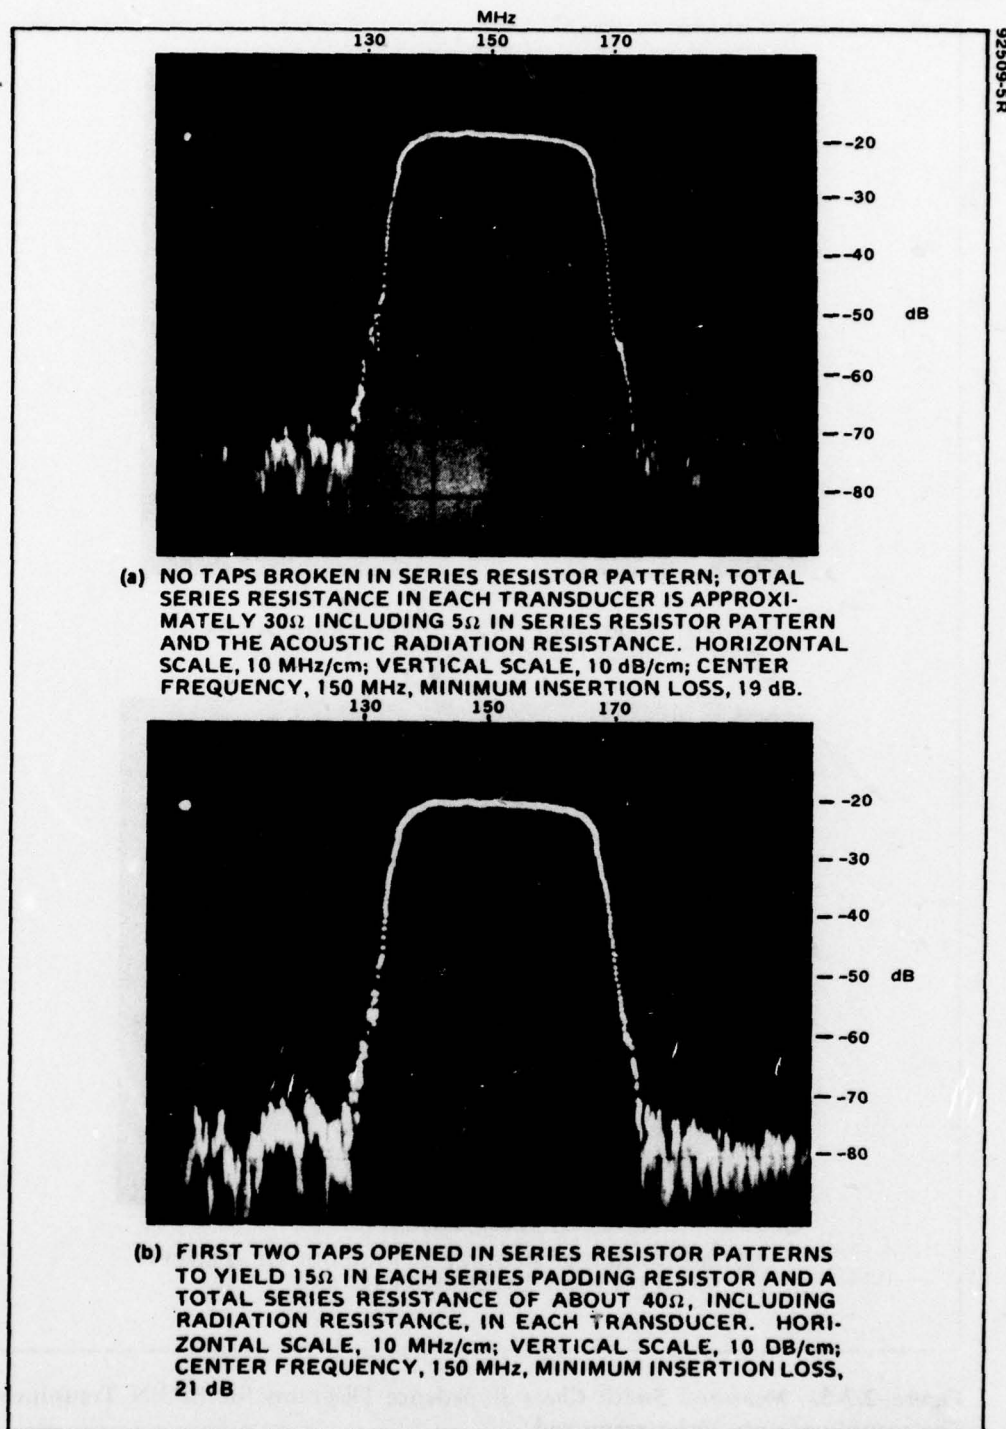 MHz
130 150 170
92509-5R
-20
-30
-40
-50 dB
-60
-70
-80
(a) NO TAPS BROKEN IN SERIES RESISTOR PATTERN; TOTAL
SERIES RESISTANCE IN EACH TRANSDUCER IS APPROXI-
MATELY 30Ω INCLUDING 5Ω IN SERIES RESISTOR PATTERN
AND THE ACOUSTIC RADIATION RESISTANCE. HORIZONTAL
SCALE, 10 MHz/cm; VERTICAL SCALE, 10 dB/cm; CENTER
FREQUENCY, 150 MHz, MINIMUM INSERTION LOSS, 19 dB.
130 150 170
-20
-30
-40
-50 dB
-60
-70
-80
(b) FIRST TWO TAPS OPENED IN SERIES RESISTOR PATTERNS
TO YIELD 15Ω IN EACH SERIES PADDING RESISTOR AND A
TOTAL SERIES RESISTANCE OF ABOUT 40Ω, INCLUDING
RADIATION RESISTANCE, IN EACH TRANSDUCER. HORI-
ZONTAL SCALE, 10 MHz/cm; VERTICAL SCALE, 10 DB/cm;
CENTER FREQUENCY, 150 MHz, MINIMUM INSERTION LOSS,
21 dB